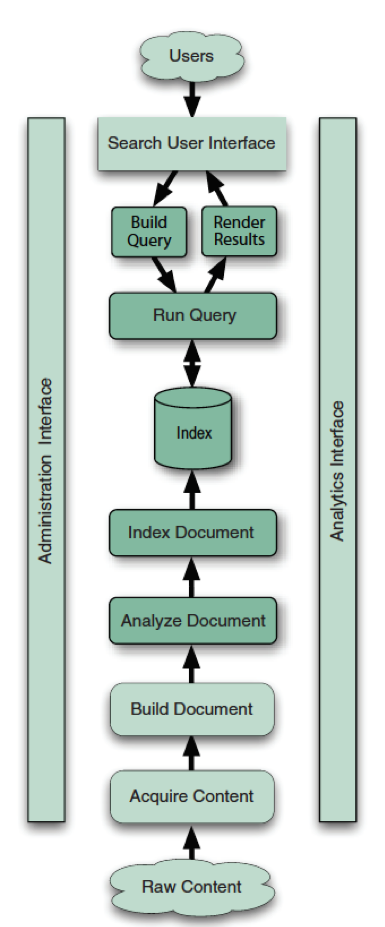 Users
Search User Interface
Build
Query
Render
Results
Run Query
Index
Administration Interface
Analytics Interface
Index Document
Analyze Document
Build Document
Acquire Content
Raw Content